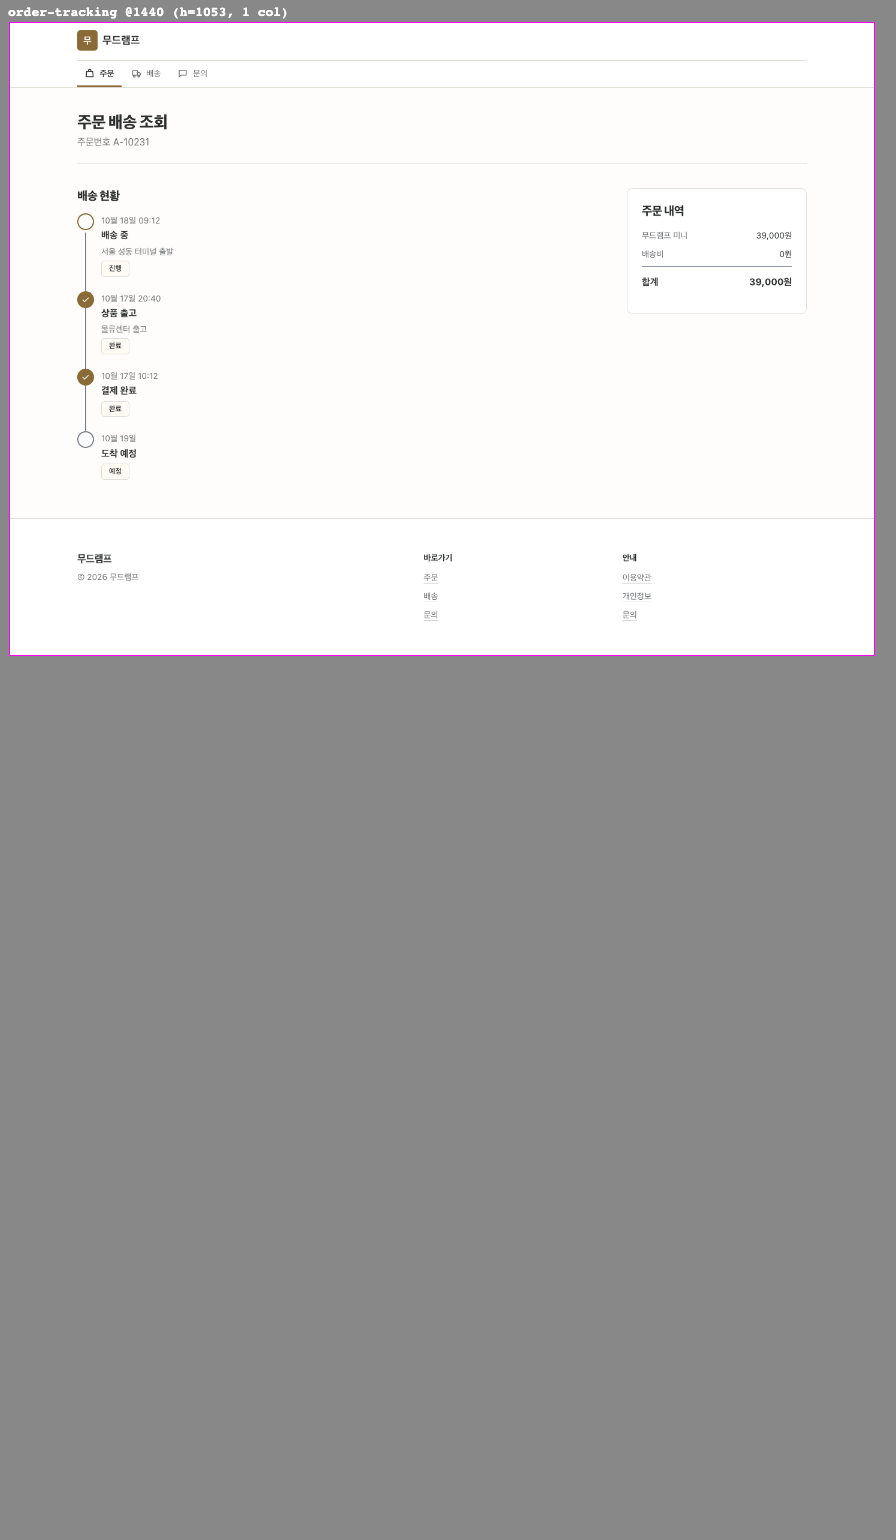 order-tracking @1440 (h=1053, 1 col)
무 무드램프
주문 배송 문의
주문 배송 조회
주문번호 A-10231
배송 현황
10월 18일 09:12
배송 중
서울 성동 터미널 출발
진행
10월 17일 20:40
상품 출고
물류센터 출고
완료
10월 17일 10:12
결제 완료
완료
10월 19일
도착 예정
예정
주문 내역
무드램프 미니 39,000원
배송비 0원
합계 39,000원
무드램프
© 2026 무드램프
바로가기
주문
배송
문의
안내
이용약관
개인정보
문의